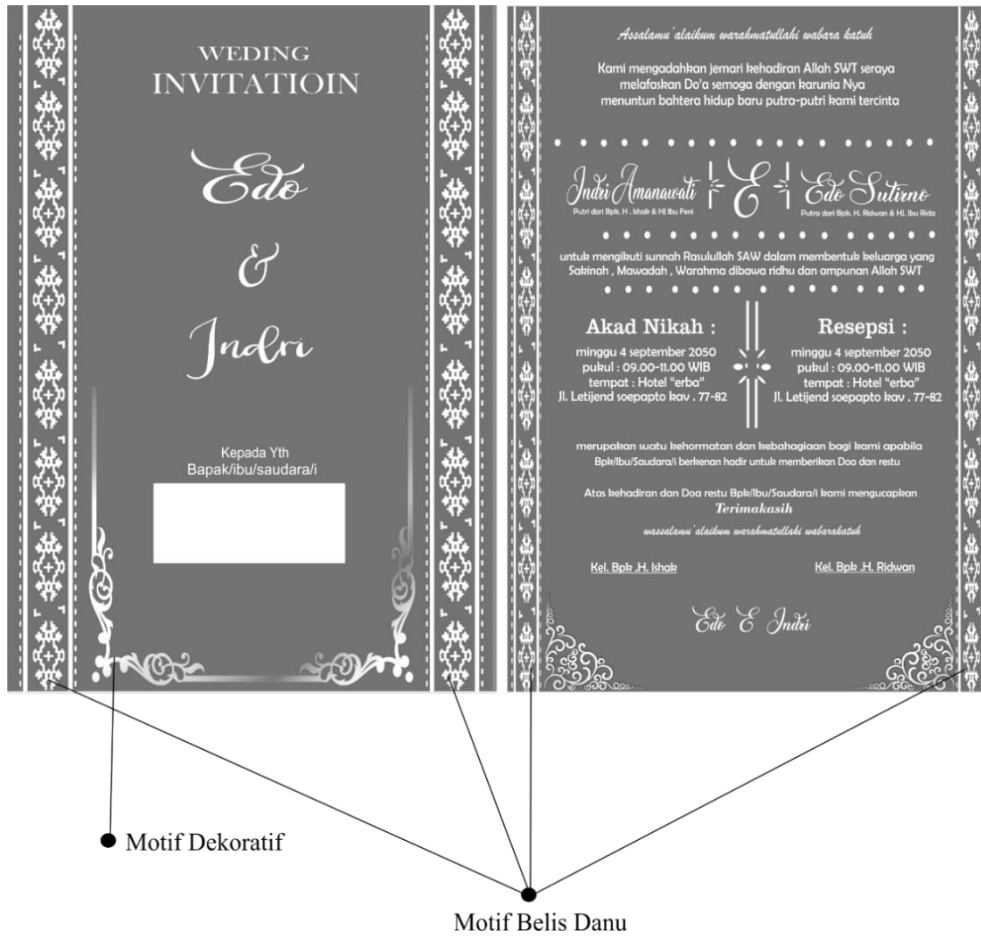 WEDING
INVITATIOIN
Edo
&
Indri
Kepada Yth
Bapak/ibu/saudara/i
Assalamu'alaikum warahmatullahi wabara katuh
Kami mengadahkan jemari kehadiran Allah SWT seraya
melafaskan Do'a semoga dengan karunia Nya
menuntun bahtera hidup baru putra-putri kami tercinta
Indri Amanawati
Putri dari Bpk. H . Ishak & HJ Ibu Feni
E
Edo Sutirno
Putra dari Bpk. H. Ridwan & HJ. Ibu Rida
untuk mengikuti sunnah Rasulullah SAW dalam membentuk keluarga yang
Sakinah , Mawadah , Warahma dibawa ridhu dan ampunan Allah SWT
Akad Nikah :
minggu 4 september 2050
pukul : 09.00-11.00 WIB
tempat : Hotel "erba"
Jl. Letijend soepapto kav . 77-82
Resepsi :
minggu 4 september 2050
pukul : 09.00-11.00 WIB
tempat : Hotel "erba"
Jl. Letijend soepapto kav . 77-82
merupakan suatu kehormatan dan kebahagiaan bagi kami apabila
Bpk/Ibu/Saudara/i berkenan hadir untuk memberikan Doa dan restu
Atas kehadiran dan Doa restu Bpk/Ibu/Saudara/i kami mengucapkan
Terimakasih
wassalamu'alaikum warahmatullahi wabarakatuh
Kel. Bpk .H. Ishak
Kel. Bpk .H. Ridwan
Edo E Indri
Motif Dekoratif
Motif Belis Danu